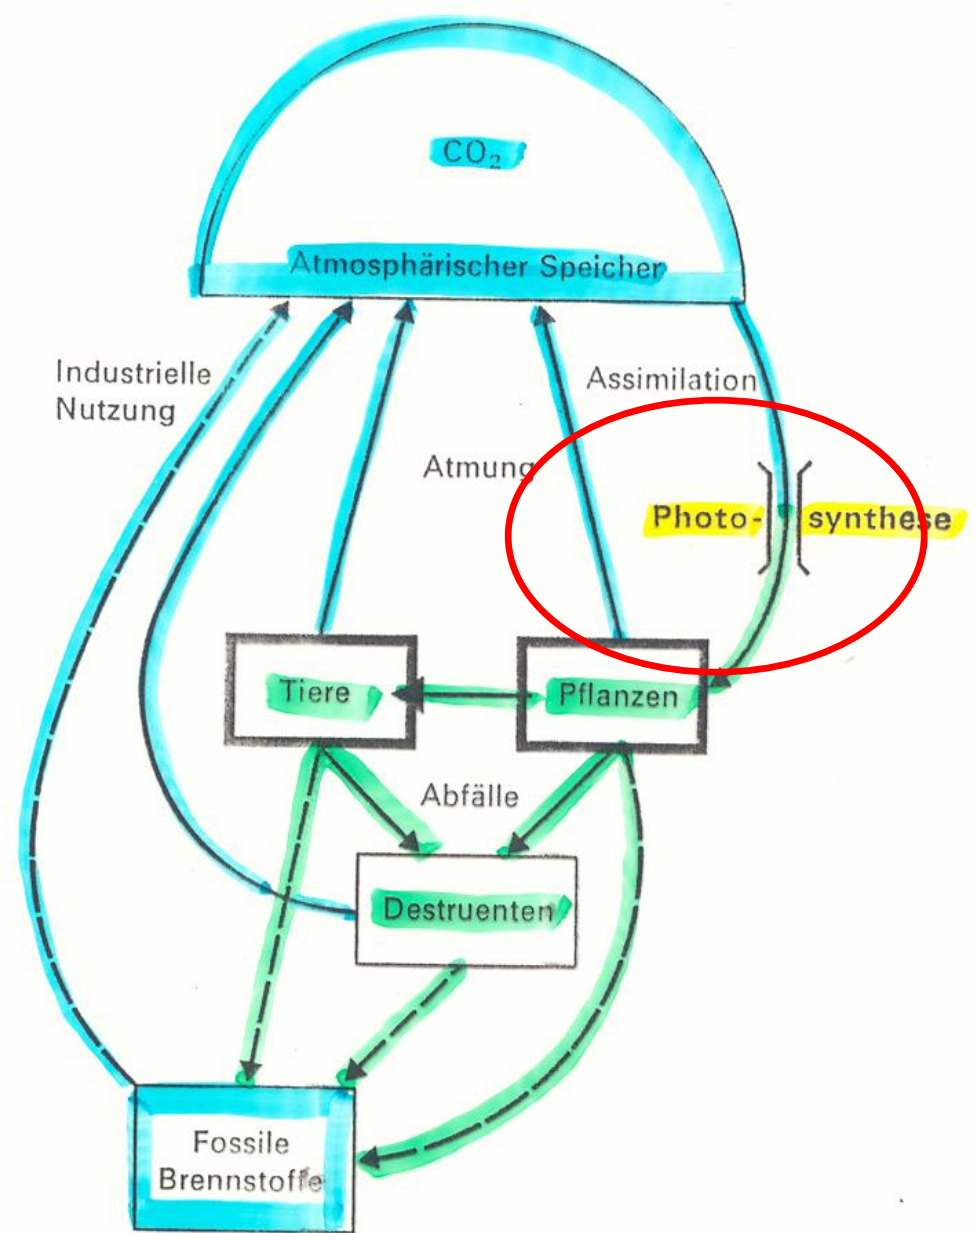 CO₂
Atmosphärischer Speicher
Industrielle
Nutzung
Assimilation
Atmung
Photo- synthese
Tiere
Pflanzen
Abfälle
Destruenten
Fossile
Brennstoffe